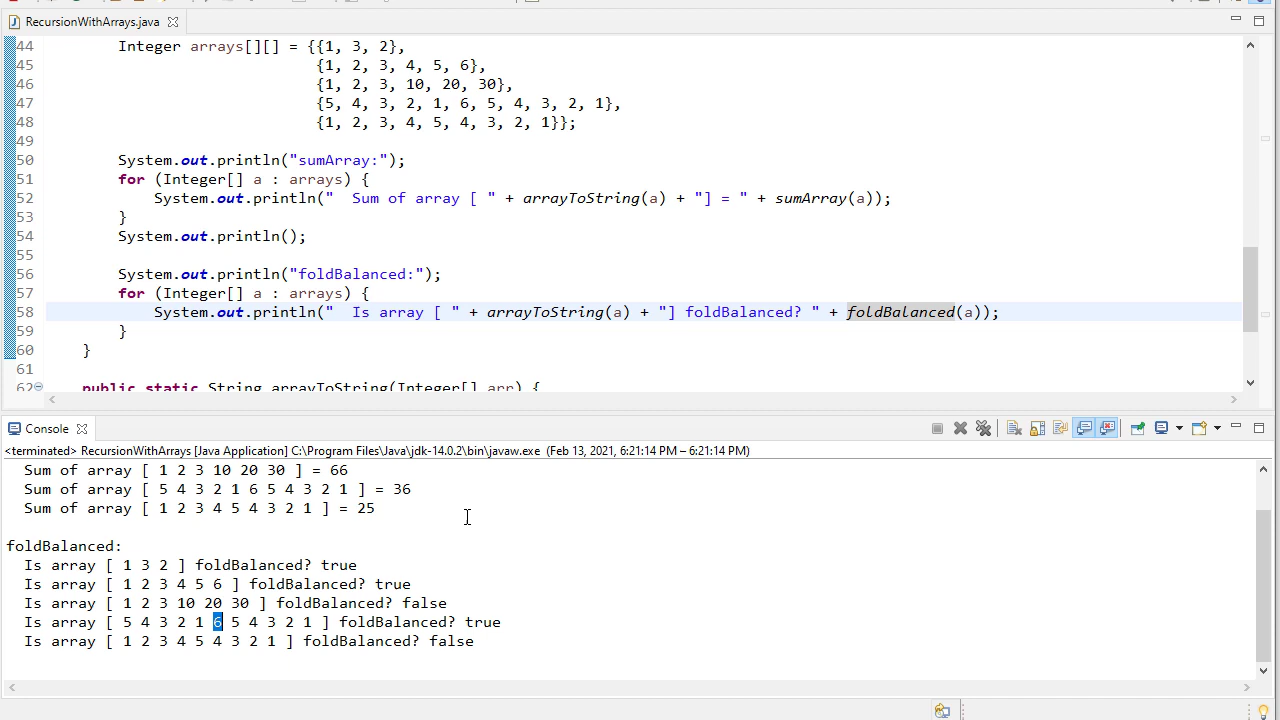 RecursionWithArrays.java
44 Integer arrays[][] = {{1, 3, 2},
45 {1, 2, 3, 4, 5, 6},
46 {1, 2, 3, 10, 20, 30},
47 {5, 4, 3, 2, 1, 6, 5, 4, 3, 2, 1},
48 {1, 2, 3, 4, 5, 4, 3, 2, 1}};
49
50 System.out.println("sumArray:");
51 for (Integer[] a : arrays) {
52 System.out.println("  Sum of array [ " + arrayToString(a) + "] = " + sumArray(a));
53 }
54 System.out.println();
55
56 System.out.println("foldBalanced:");
57 for (Integer[] a : arrays) {
58 System.out.println("  Is array [ " + arrayToString(a) + "] foldBalanced? " + foldBalanced(a));
59 }
60 }
61
62 public static String arrayToString(Integer[] arr) {
Console
<terminated> RecursionWithArrays [Java Application] C:\Program Files\Java\jdk-14.0.2\bin\javaw.exe (Feb 13, 2021, 6:21:14 PM – 6:21:14 PM)
Sum of array [ 1 2 3 10 20 30 ] = 66
Sum of array [ 5 4 3 2 1 6 5 4 3 2 1 ] = 36
Sum of array [ 1 2 3 4 5 4 3 2 1 ] = 25
foldBalanced:
Is array [ 1 3 2 ] foldBalanced? true
Is array [ 1 2 3 4 5 6 ] foldBalanced? true
Is array [ 1 2 3 10 20 30 ] foldBalanced? false
Is array [ 5 4 3 2 1 6 5 4 3 2 1 ] foldBalanced? true
Is array [ 1 2 3 4 5 4 3 2 1 ] foldBalanced? false